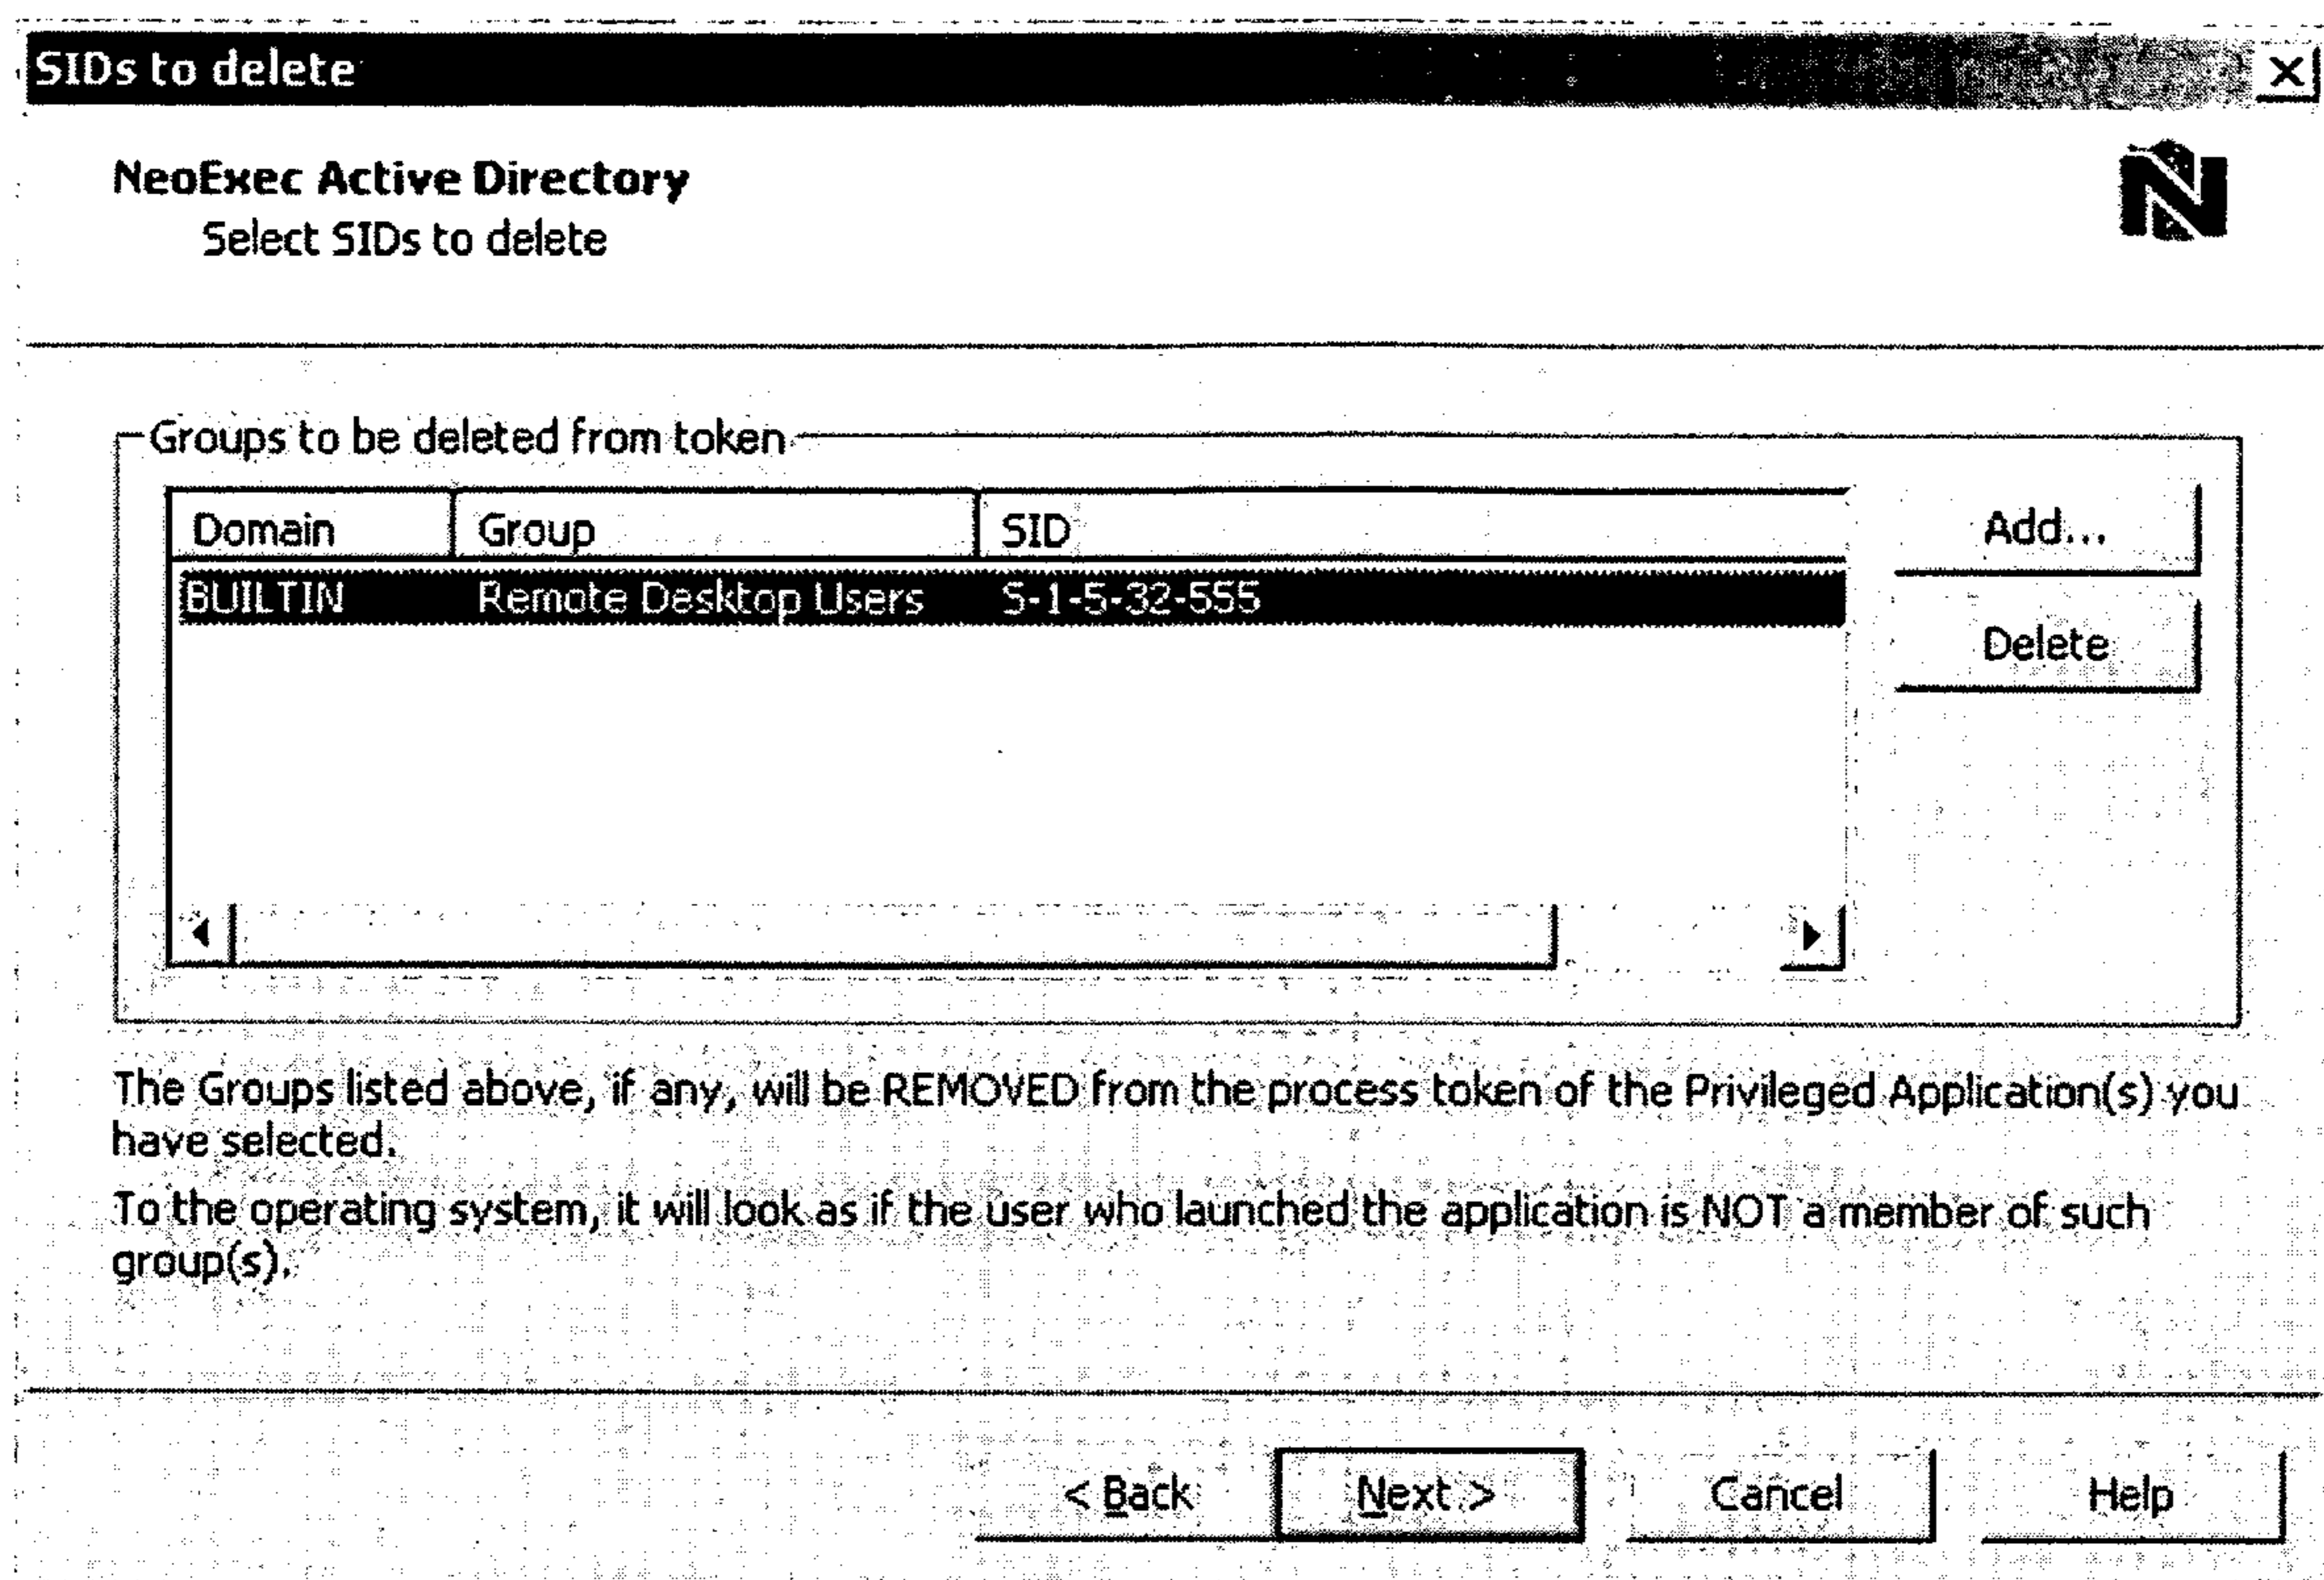 SIDs to delete
NeoExec Active Directory
Select SIDs to delete
Groups to be deleted from token
Domain Group SID
BUILTIN Remote Desktop Users S-1-5-32-555
Add...
Delete
The Groups listed above, if any, will be REMOVED from the process token of the Privileged Application(s) you
have selected.
To the operating system, it will look as if the user who launched the application is NOT a member of such
group(s).
< Back Next > Cancel Help